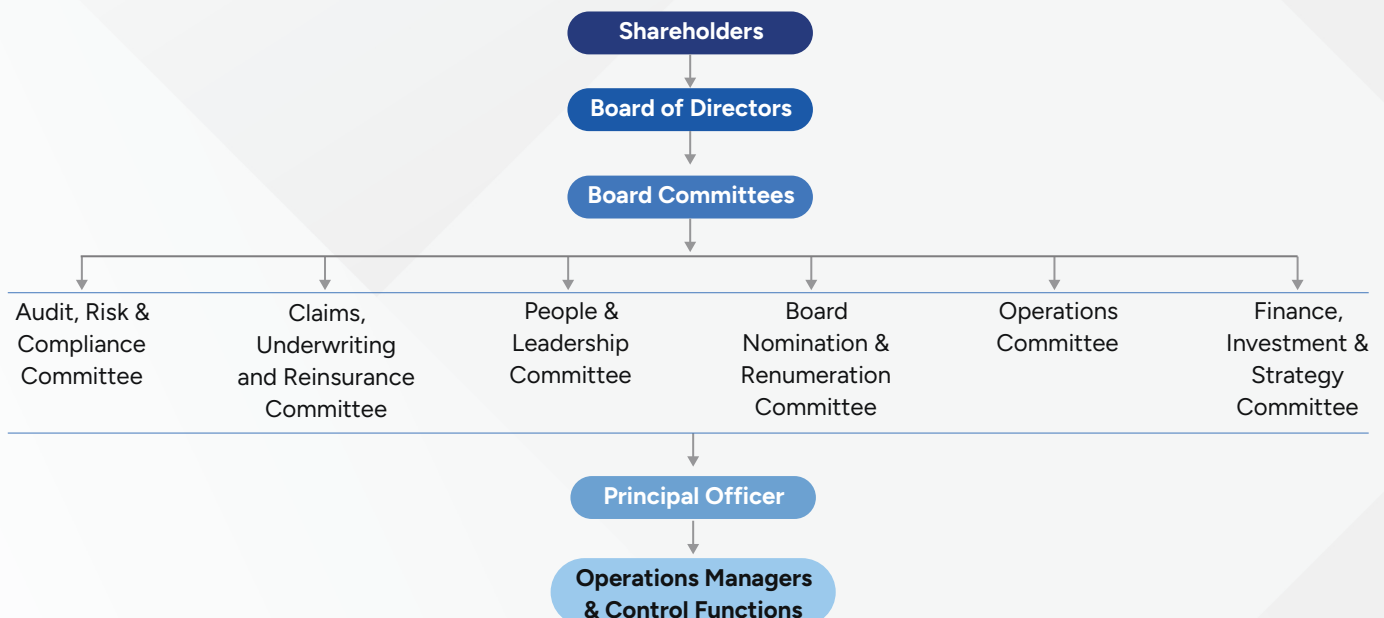 Shareholders
Board of Directors
Board Committees
Audit, Risk &
Compliance
Committee
Claims,
Underwriting
and Reinsurance
Committee
People &
Leadership
Committee
Board
Nomination &
Renumeration
Committee
Operations
Committee
Finance,
Investment &
Strategy
Committee
Principal Officer
Operations Managers
& Control Functions